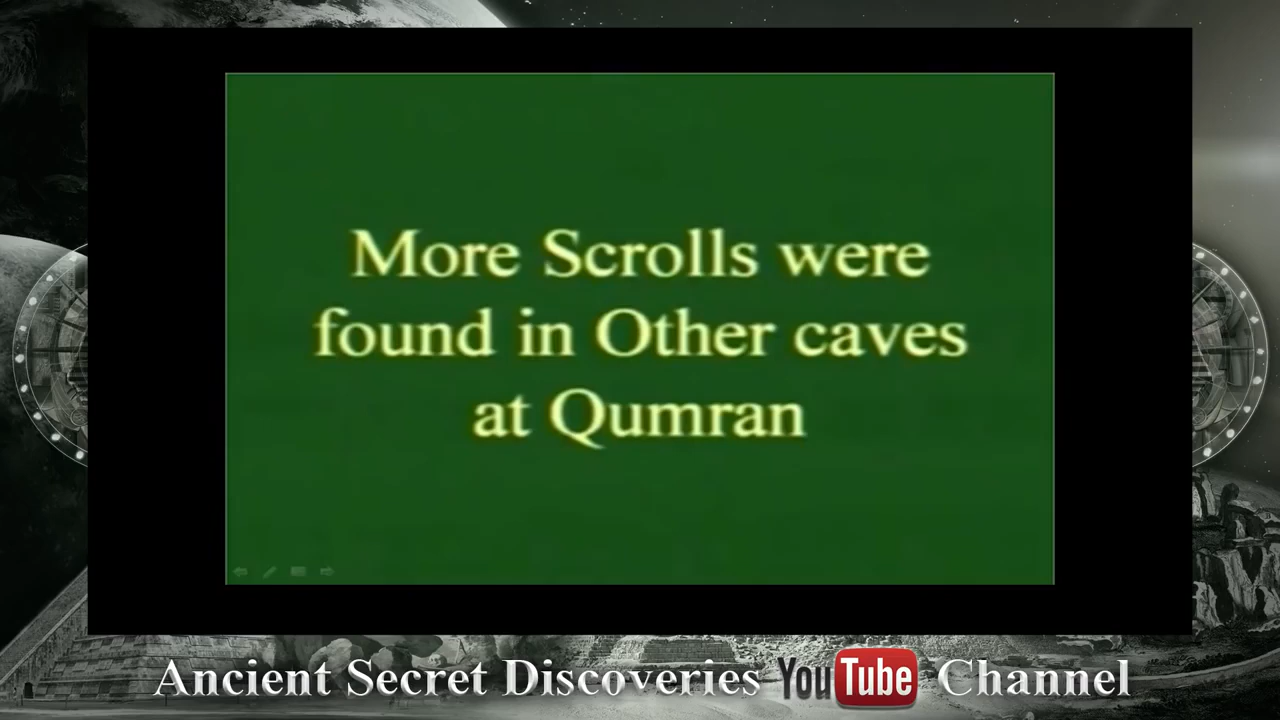 More Scrolls were
found in Other caves
at Qumran
Ancient Secret Discoveries YouTube Channel